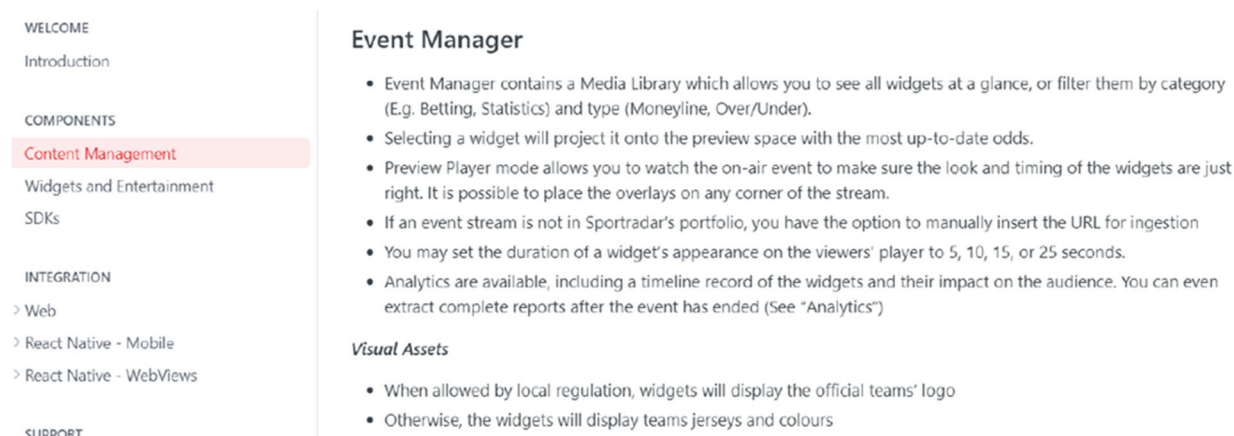 WELCOME
Introduction
COMPONENTS
Content Management
Widgets and Entertainment
SDKs
INTEGRATION
> Web
> React Native - Mobile
> React Native - WebViews
SUPPORT
Event Manager
• Event Manager contains a Media Library which allows you to see all widgets at a glance, or filter them by category
(E.g. Betting, Statistics) and type (Moneyline, Over/Under).
• Selecting a widget will project it onto the preview space with the most up-to-date odds.
• Preview Player mode allows you to watch the on-air event to make sure the look and timing of the widgets are just
right. It is possible to place the overlays on any corner of the stream.
• If an event stream is not in Sportradar's portfolio, you have the option to manually insert the URL for ingestion
• You may set the duration of a widget's appearance on the viewers' player to 5, 10, 15, or 25 seconds.
• Analytics are available, including a timeline record of the widgets and their impact on the audience. You can even
extract complete reports after the event has ended (See "Analytics")
Visual Assets
• When allowed by local regulation, widgets will display the official teams' logo
• Otherwise, the widgets will display teams jerseys and colours